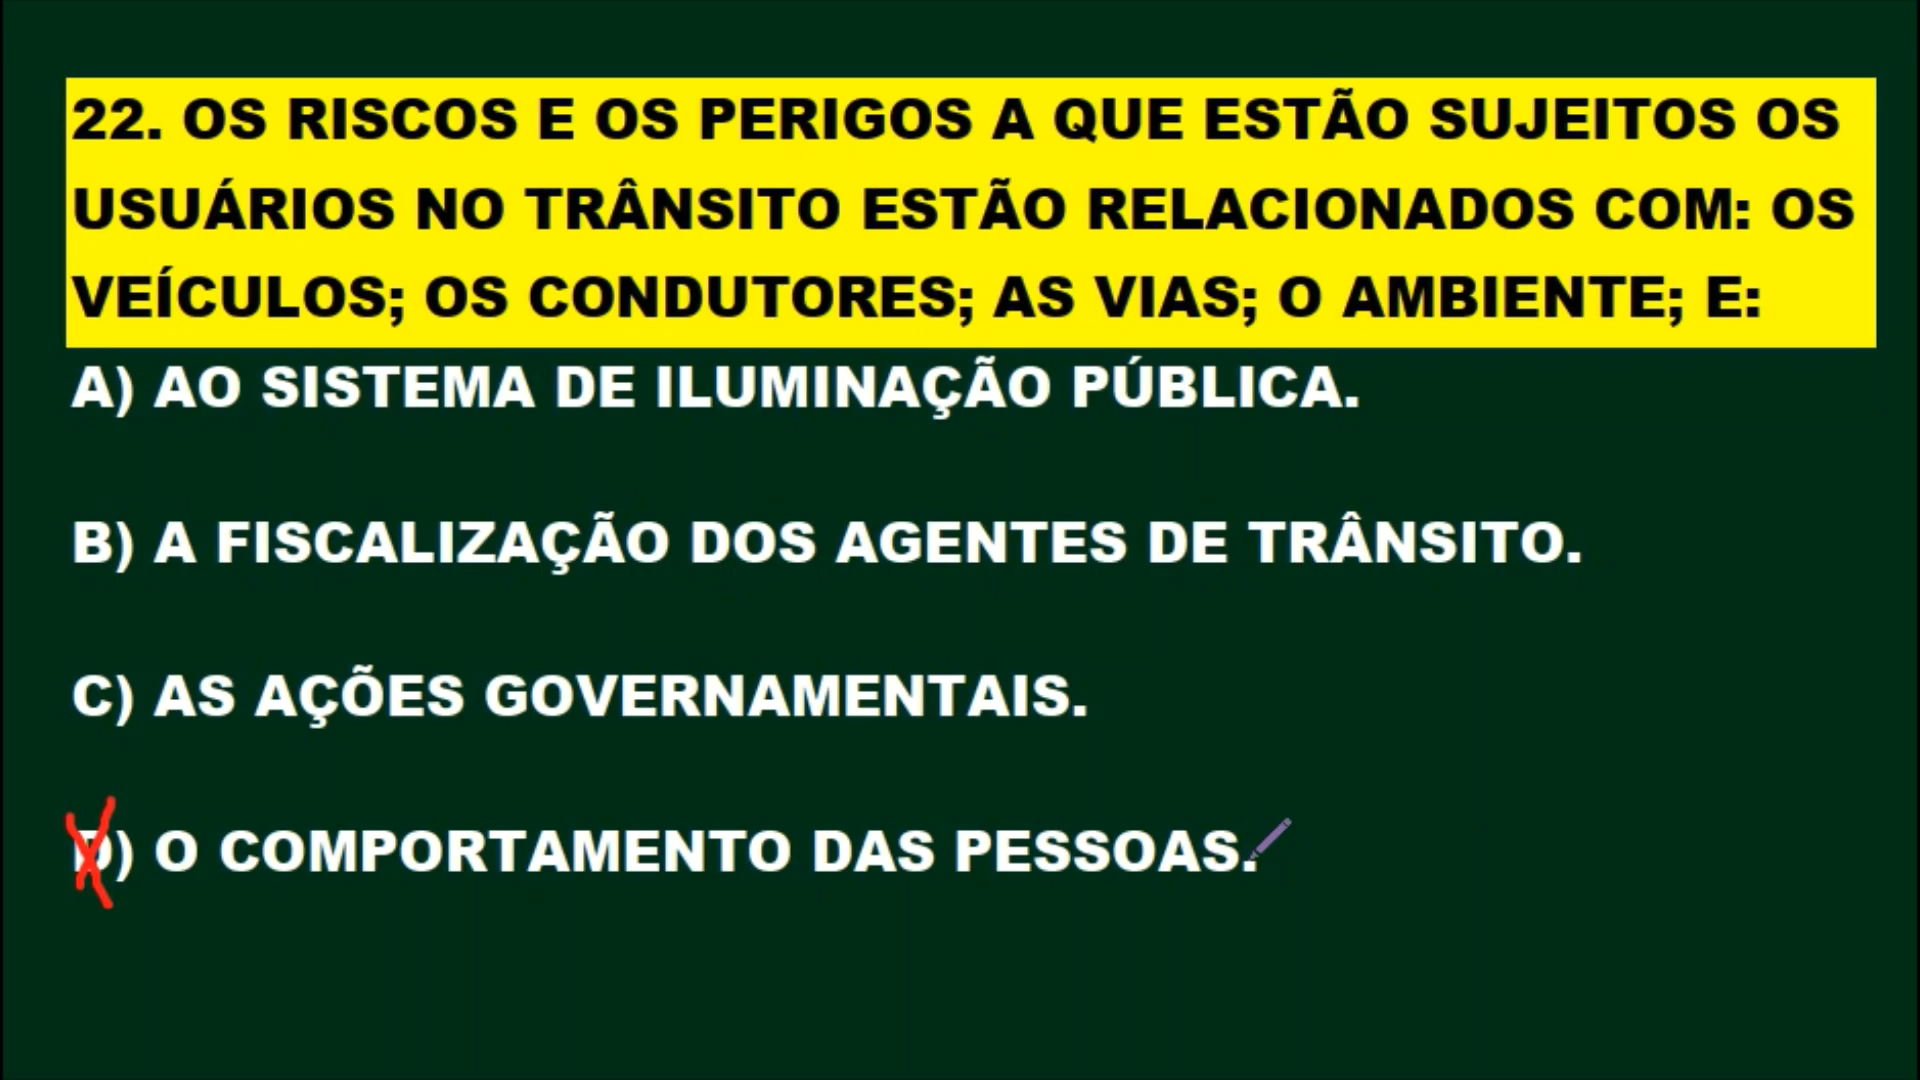 22. OS RISCOS E OS PERIGOS A QUE ESTÃO SUJEITOS OS
USUÁRIOS NO TRÂNSITO ESTÃO RELACIONADOS COM: OS
VEÍCULOS; OS CONDUTORES; AS VIAS; O AMBIENTE; E:
A) AO SISTEMA DE ILUMINAÇÃO PÚBLICA.
B) A FISCALIZAÇÃO DOS AGENTES DE TRÂNSITO.
C) AS AÇÕES GOVERNAMENTAIS.
D) O COMPORTAMENTO DAS PESSOAS.